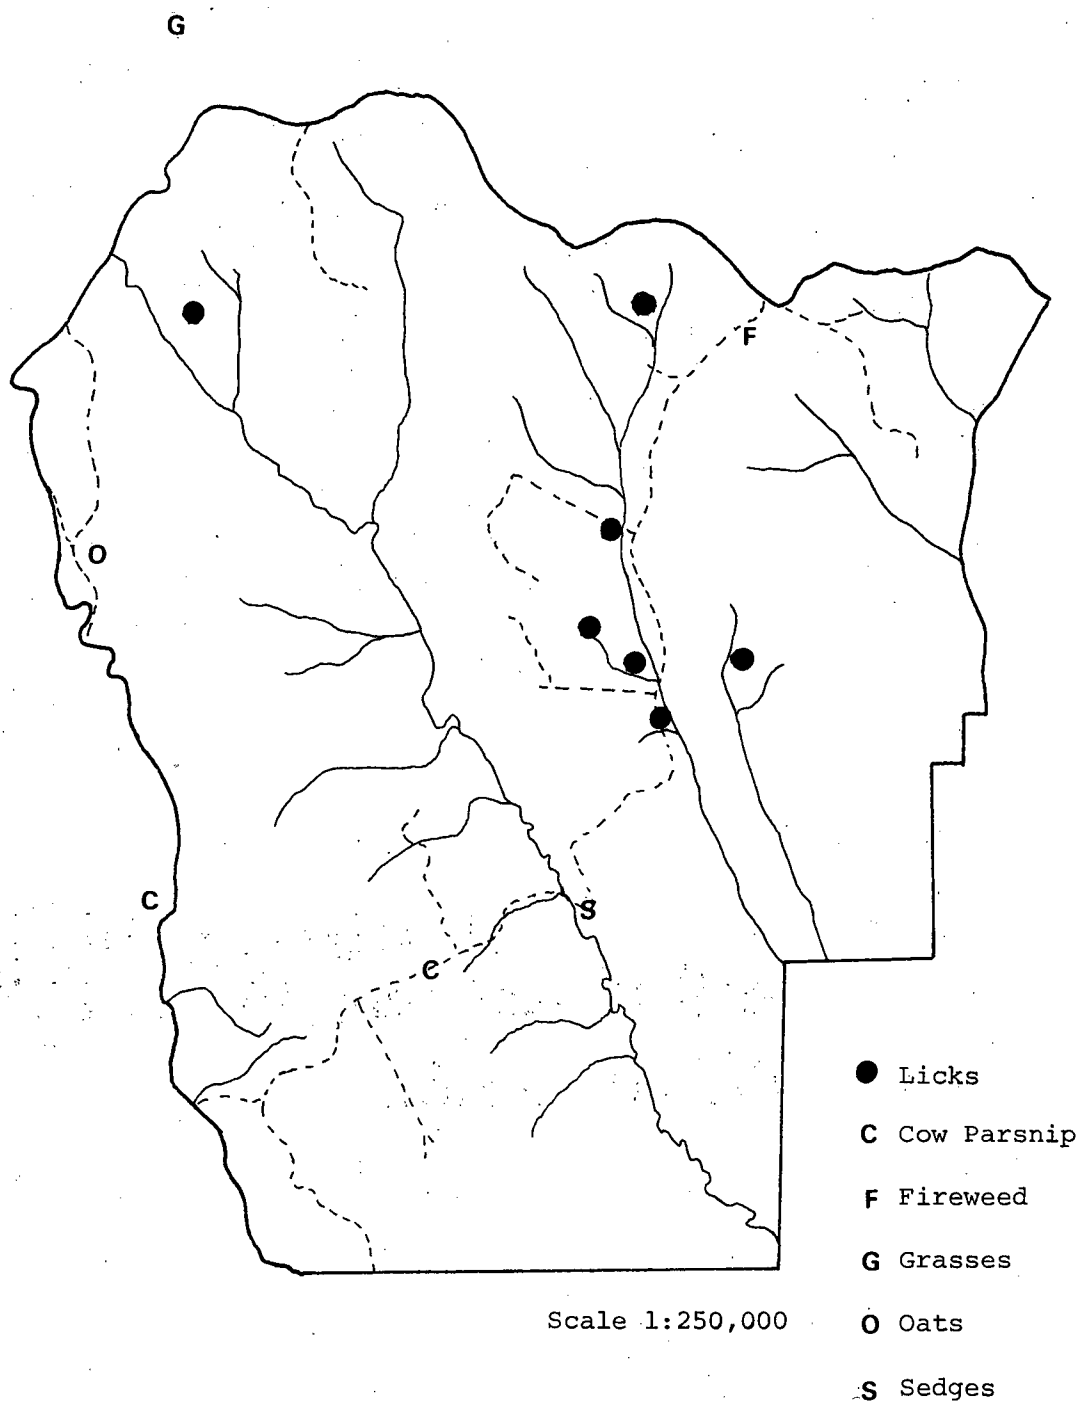 G
F
O
C
S
C
● Licks
C Cow Parsnip
F Fireweed
G Grasses
Scale 1:250,000
O Oats
S Sedges